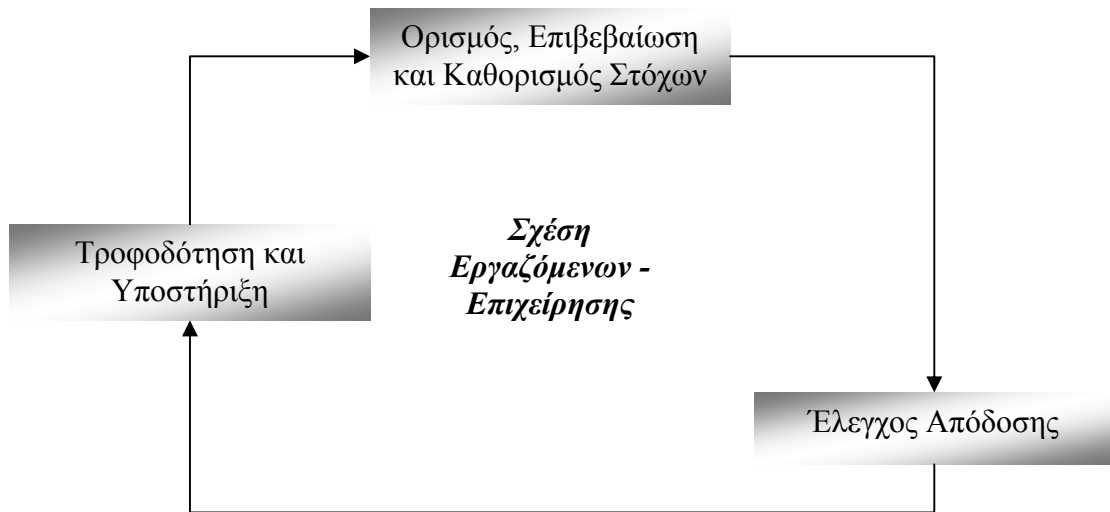 Ορισμός, Επιβεβαίωση
και Καθορισμός Στόχων
Τροφοδότηση και
Υποστήριξη
Σχέση
Εργαζόμενων -
Επιχείρησης
Έλεγχος Απόδοσης